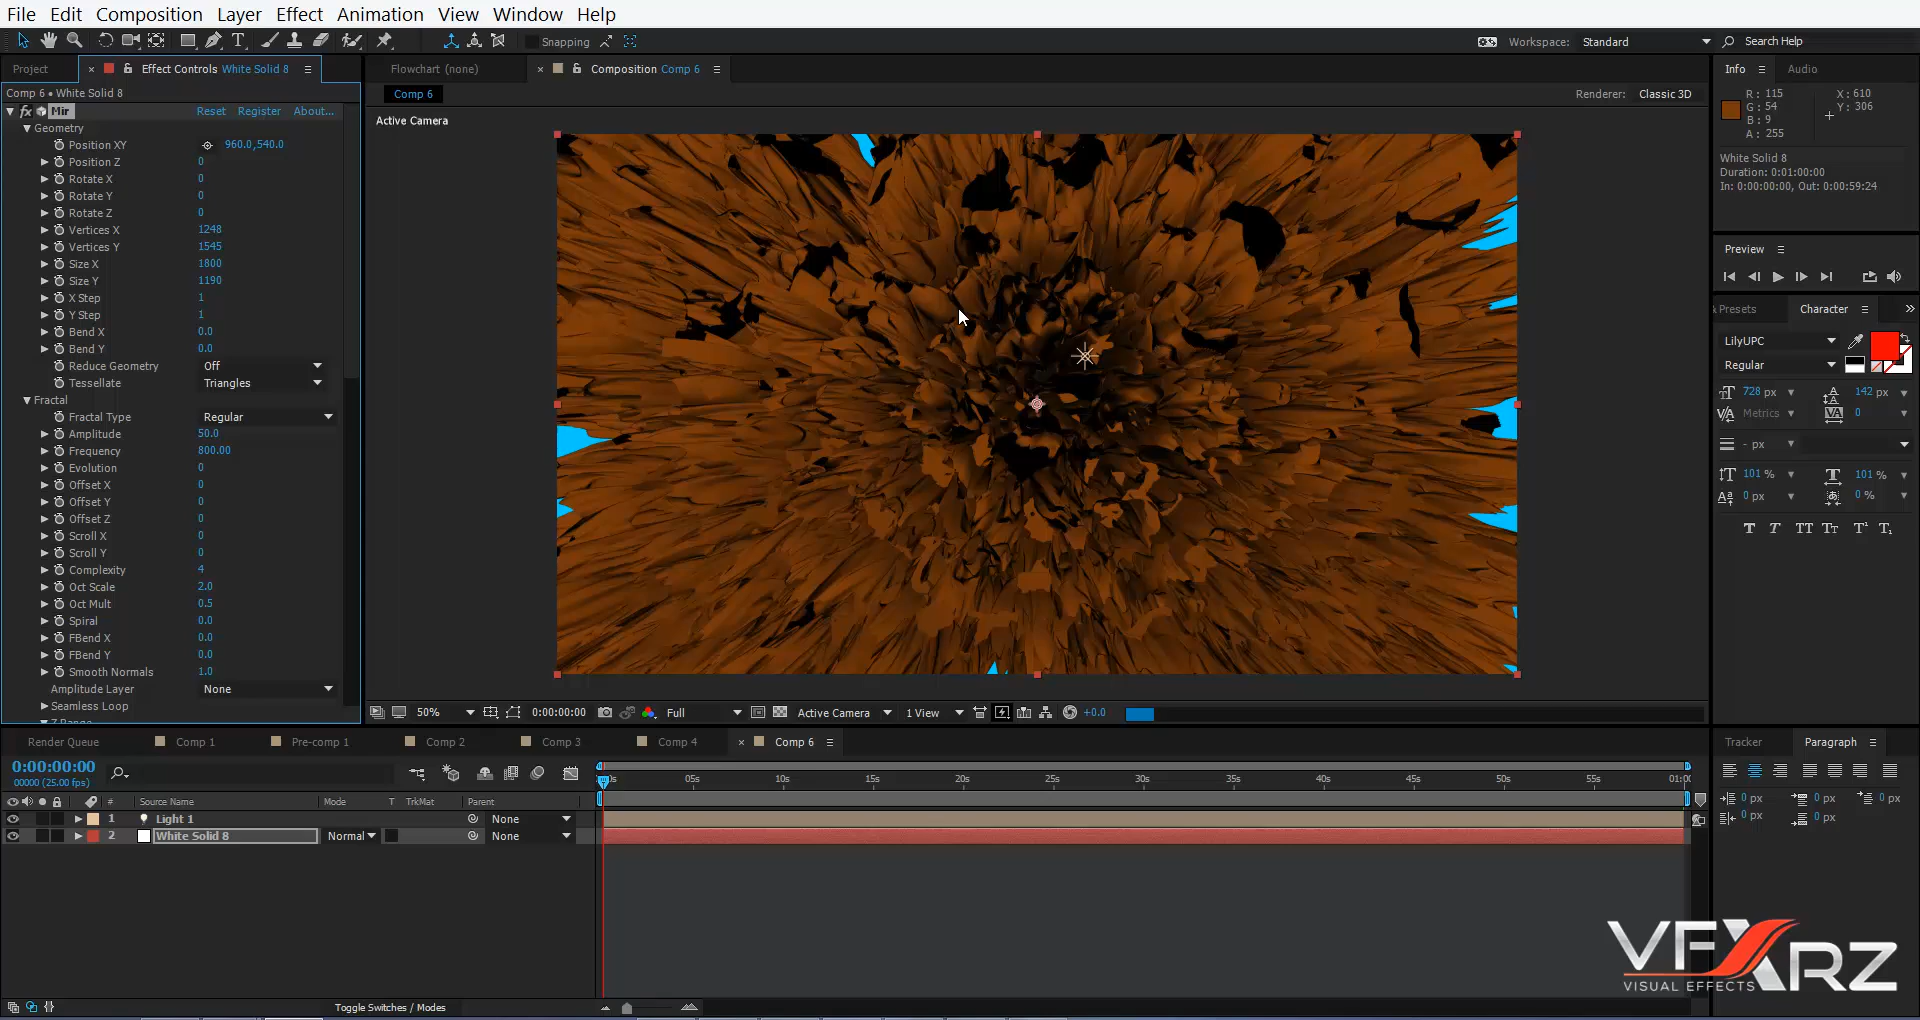 File Edit Composition Layer Effect Animation View Window Help
Snapping Workspace: Standard Search Help
Project Effect Controls White Solid 8
Comp 6 • White Solid 8
fx Mir Reset Register About...
Geometry
Position XY 960.0,540.0
Position Z 0
Rotate X 0
Rotate Y 0
Rotate Z 0
Vertices X 1248
Vertices Y 1545
Size X 1800
Size Y 1190
X Step 1
Y Step 1
Bend X 0.0
Bend Y 0.0
Reduce Geometry Off
Tessellate Triangles
Fractal
Fractal Type Regular
Amplitude 50.0
Frequency 800.00
Evolution 0
Offset X 0
Offset Y 0
Offset Z 0
Scroll X 0
Scroll Y 0
Complexity 4
Oct Scale 2.0
Oct Mult 0.5
Spiral 0.0
FBend X 0.0
FBend Y 0.0
Smooth Normals 1.0
Amplitude Layer None
Seamless Loop
Z Range
Flowchart (none) Composition Comp 6
Comp 6 Renderer: Classic 3D
Active Camera
50% 0:00:00:00 Full Active Camera 1 View +0.0
Info Audio
R: 115 X: 610
G: 54 Y: 306
B: 9
A: 255
White Solid 8
Duration: 0:01:00:00
In: 0:00:00:00, Out: 0:00:59:24
Preview
Presets Character
LilyUPC
Regular
728 px 142 px
Metrics 0
- px
101 % 101 %
0 px 0 %
T T TT Tt T¹ T₁
Render Queue Comp 1 Pre-comp 1 Comp 2 Comp 3 Comp 4 Comp 6
0:00:00:00
00000 (25.00 fps)
05s 10s 15s 20s 25s 30s 35s 40s 45s 50s 55s
# Source Name Mode T TrkMat Parent
1 Light 1 None
2 White Solid 8 Normal None
Toggle Switches / Modes
Tracker Paragraph
0 px 0 px 0 px
0 px 0 px
VFXARZ
VISUAL EFFECTS